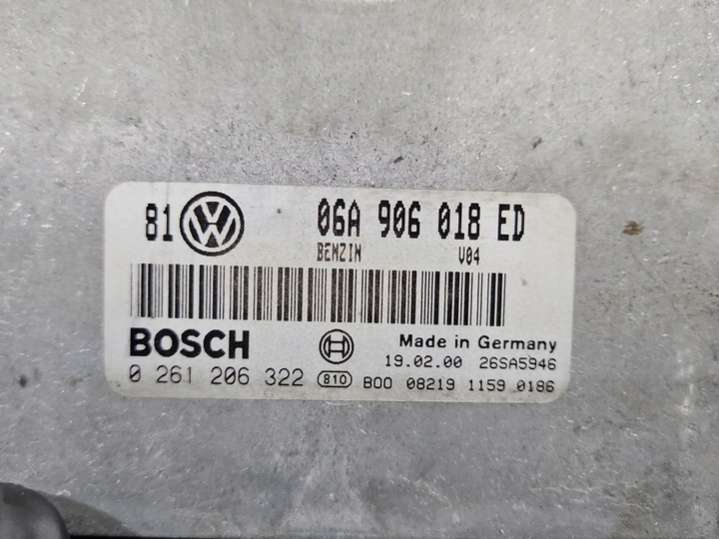 81 VW 06A 906 018 ED
BENZIN V04
BOSCH Made in Germany
19.02.00 26SA5946
0 261 206 322 810 B00 08219 1159 0186